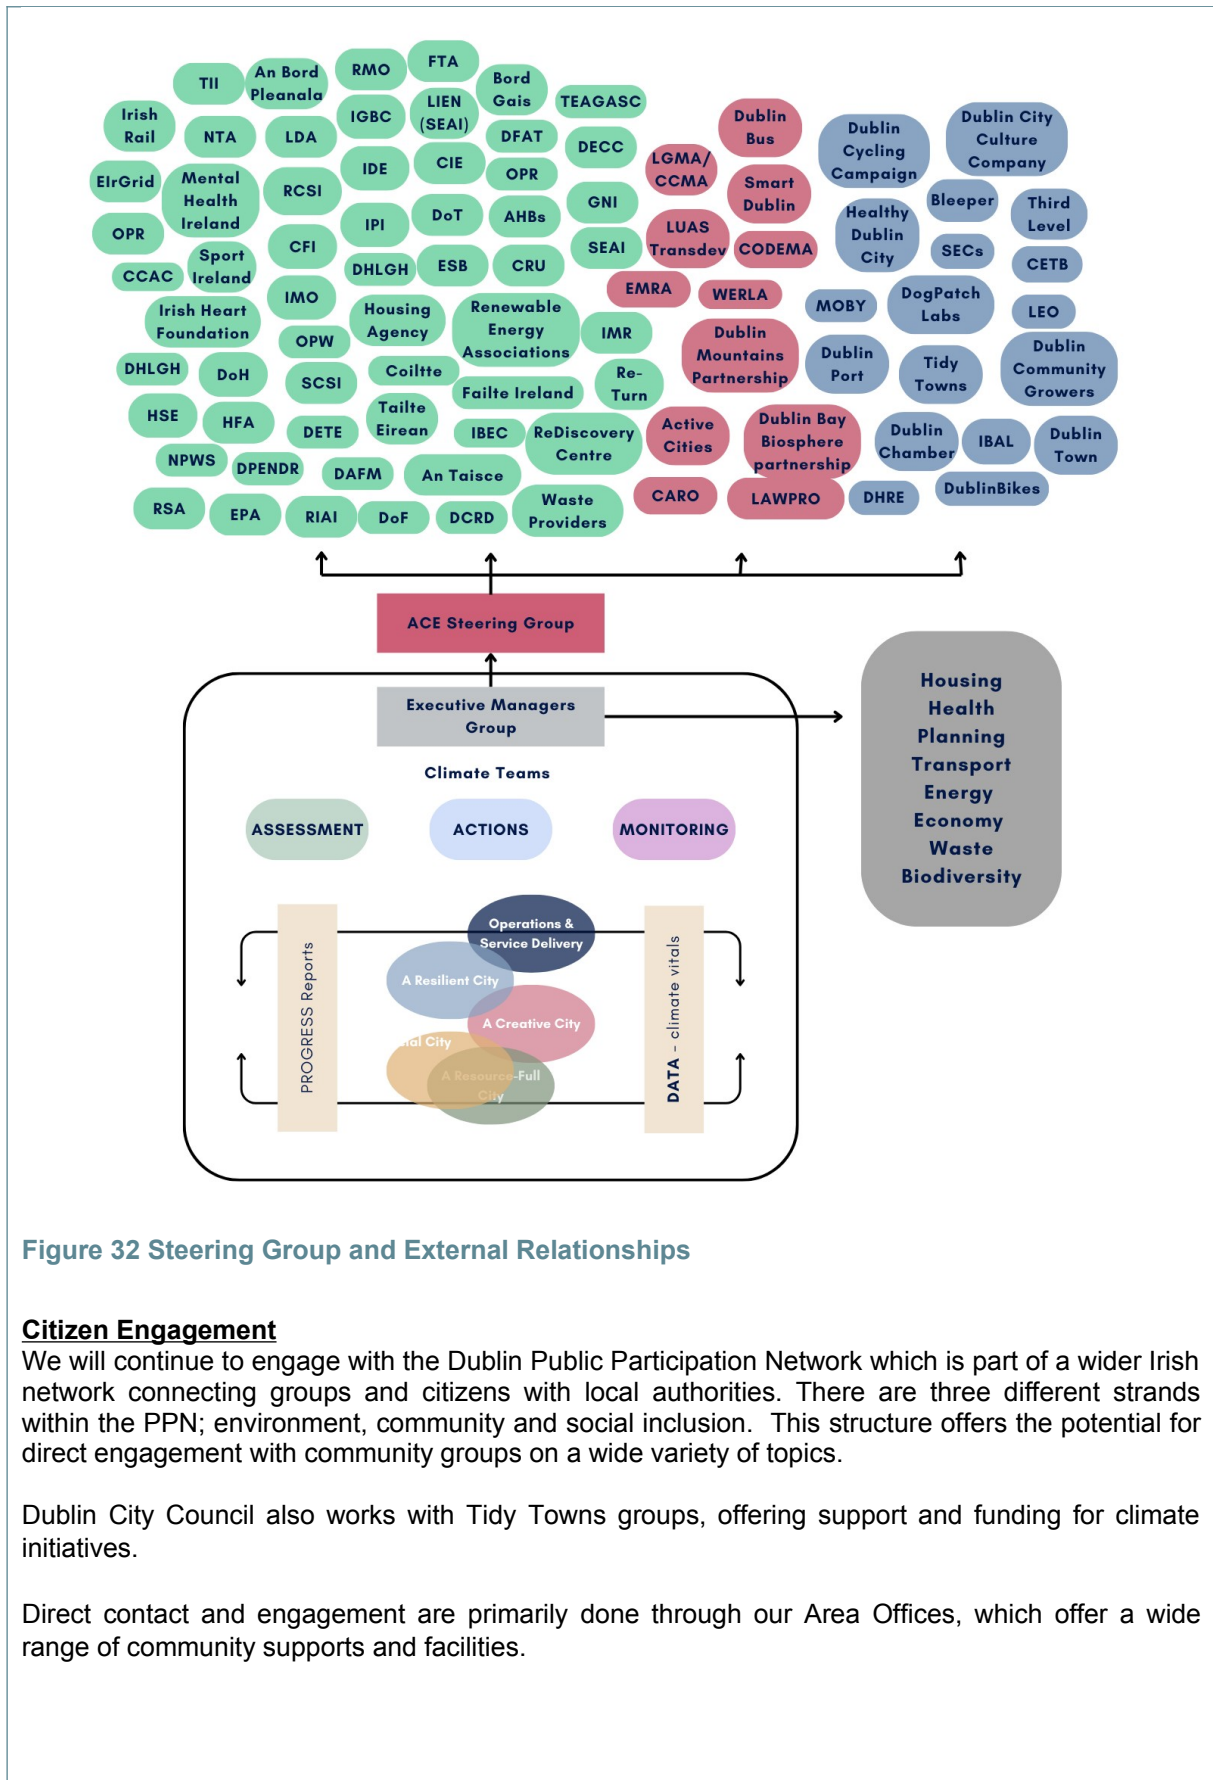 TII
An Bord
Pleanala
RMO
FTA
Bord
Gais
TEAGASC
Irish
Rail
NTA
LDA
IGBC
LIEN
(SEAI)
DFAT
DECC
EIrGrid
Mental
Health
Ireland
RCSI
IDE
CIE
OPR
GNI
OPR
CFI
IPI
DoT
AHBs
SEAI
CCAC
Sport
Ireland
DHLGH
ESB
CRU
IMO
Irish Heart
Foundation
Housing
Agency
Renewable
Energy
Associations
IMR
OPW
DHLGH
DoH
SCSI
Coiltte
Failte Ireland
Re-
Turn
HSE
HFA
DETE
Tailte
Eirean
IBEC
ReDiscovery
Centre
NPWS
DPENDR
DAFM
An Taisce
RSA
EPA
RIAI
DoF
DCRD
Waste
Providers
Dublin
Bus
LGMA/
CCMA
Smart
Dublin
LUAS
Transdev
CODEMA
EMRA
WERLA
Dublin
Mountains
Partnership
Active
Cities
Dublin Bay
Biosphere
partnership
CARO
LAWPRO
Dublin
Cycling
Campaign
Dublin City
Culture
Company
Bleeper
Third
Level
Healthy
Dublin
City
SECs
CETB
MOBY
DogPatch
Labs
LEO
Dublin
Port
Tidy
Towns
Dublin
Community
Growers
Dublin
Chamber
IBAL
Dublin
Town
DHRE
DublinBikes
ACE Steering Group
Executive Managers
Group
Climate Teams
ASSESSMENT
ACTIONS
MONITORING
Housing
Health
Planning
Transport
Energy
Economy
Waste
Biodiversity
PROGRESS Reports
Operations &
Service Delivery
A Resilient City
A Creative City
City
A Resource-Full
City
DATA - climate vitals
Figure 32 Steering Group and External Relationships
Citizen Engagement
We will continue to engage with the Dublin Public Participation Network which is part of a wider Irish
network connecting groups and citizens with local authorities. There are three different strands
within the PPN; environment, community and social inclusion.  This structure offers the potential for
direct engagement with community groups on a wide variety of topics.
Dublin City Council also works with Tidy Towns groups, offering support and funding for climate
initiatives.
Direct contact and engagement are primarily done through our Area Offices, which offer a wide
range of community supports and facilities.